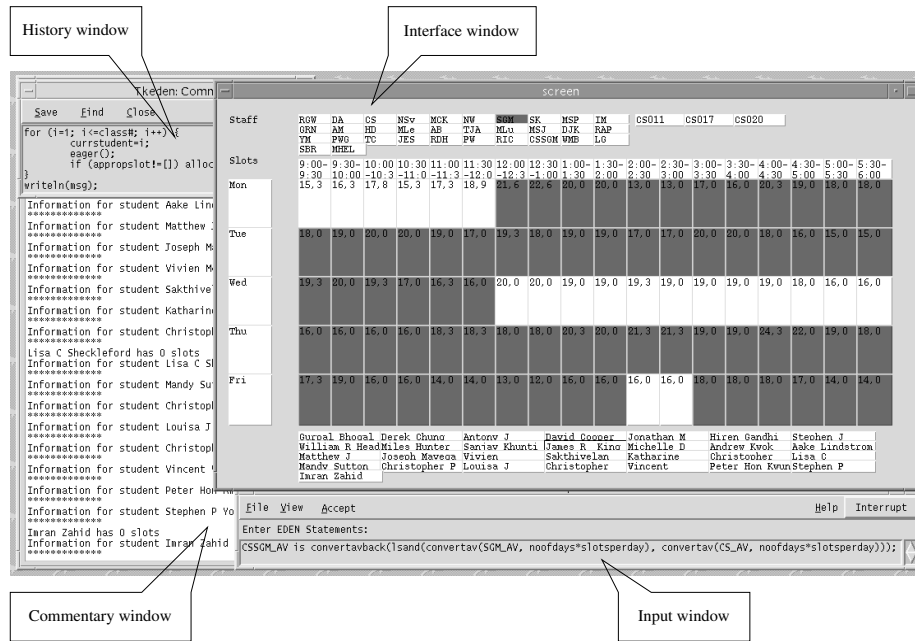 History window
Interface window
Tkeden: Comm
Save Find Close
for (i=1; i<=class#; i++) {
currstudent=i;
eager();
if (appropslot!=[]) alloc
}
writeln(msg);
Information for student Aake Lin
*************
Information for student Matthew J
*************
Information for student Joseph Ma
*************
Information for student Vivien M
*************
Information for student Sakthivel
*************
Information for student Katharine
*************
Information for student Christoph
*************
Lisa C Sheckleford has 0 slots
Information for student Lisa C Sh
*************
Information for student Mandy Su
*************
Information for student Christoph
*************
Information for student Louisa J
*************
Information for student Christoph
*************
Information for student Vincent
*************
Information for student Peter Hon
*************
Information for student Stephen P Yo
*************
Imran Zahid has 0 slots
Information for student Imran Zahid
*************
screen
Staff RGW DA CS NSv MCK NW SGM SK MSP IM CS011 CS017 CS020
GRN AM HD MLe AB TJA MLu MSJ DJK RAP
YM PWG TC JES RDH PW RIC CSSGM WMB LG
SBR MHEL
Slots 9:00- 9:30- 10:00 10:30 11:00 11:30 12:00 12:30 1:00- 1:30- 2:00- 2:30- 3:00- 3:30- 4:00- 4:30- 5:00- 5:30-
9:30 10:00 -10:3 -11:0 -11:3 -12:0 -12:3 -1:00 1:30 2:00 2:30 3:00 3:30 4:00 4:30 5:00 5:30 6:00
Mon 15,3 16,3 17,8 15,3 17,3 18,9 21,6 22,6 20,0 20,0 13,0 13,0 17,0 16,0 20,3 19,0 18,0 18,0
Tue 18,0 19,0 20,0 20,0 19,0 17,0 19,3 18,0 19,0 19,0 17,0 17,0 20,0 20,0 18,0 16,0 15,0 15,0
Wed 19,3 20,0 19,3 17,0 16,3 16,0 20,0 20,0 19,0 19,0 19,3 19,3 19,0 19,0 19,0 18,0 16,0 16,0
Thu 16,0 16,0 16,0 16,0 18,3 18,3 18,0 18,0 20,3 20,0 21,3 21,3 19,0 19,0 24,3 22,0 19,0 18,0
Fri 17,3 19,0 16,0 16,0 14,0 14,0 13,0 12,0 16,0 16,0 16,0 16,0 18,0 18,0 18,0 17,0 14,0 14,0
Gurpal Bhogal Derek Chung Antony J David Cooper Jonathan M Hiren Gandhi Stephen J
William R Head Miles Hunter Sanjay Khunti James R King Michelle D Andrew Kwok Aake Lindstrom
Matthew J Joseph Mavega Vivien Sakthivelan Katharine Christopher Lisa C
Mandy Sutton Christopher P Louisa J Christopher Vincent Peter Hon Kwun Stephen P
Imran Zahid
File View Accept Help Interrupt
Enter EDEN Statements:
CSSGM_AV is convertavback(lsand(convertav(SGM_AV, noofdays*slotsperday), convertav(CS_AV, noofdays*slotsperday)));
Commentary window
Input window